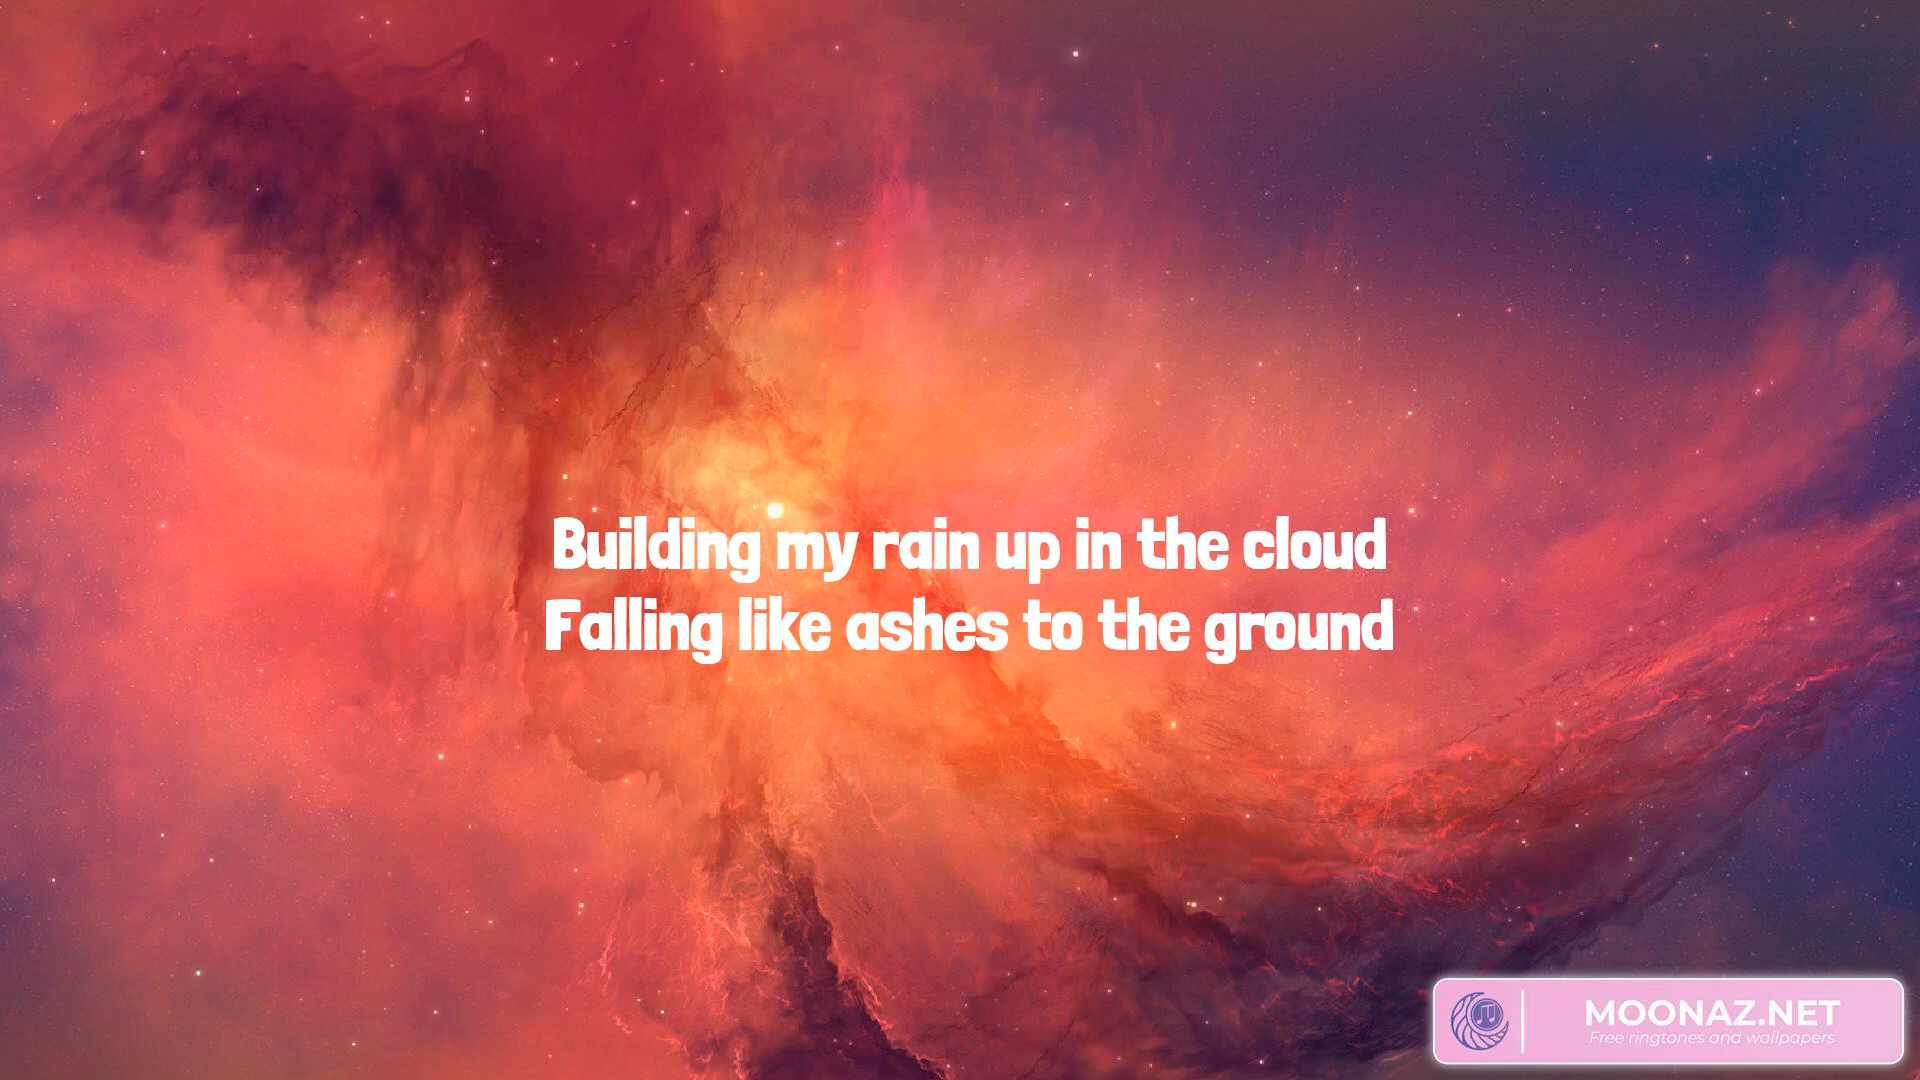 Building my rain up in the cloud
Falling like ashes to the ground
MOONAZ.NET
Free ringtones and wallpapers